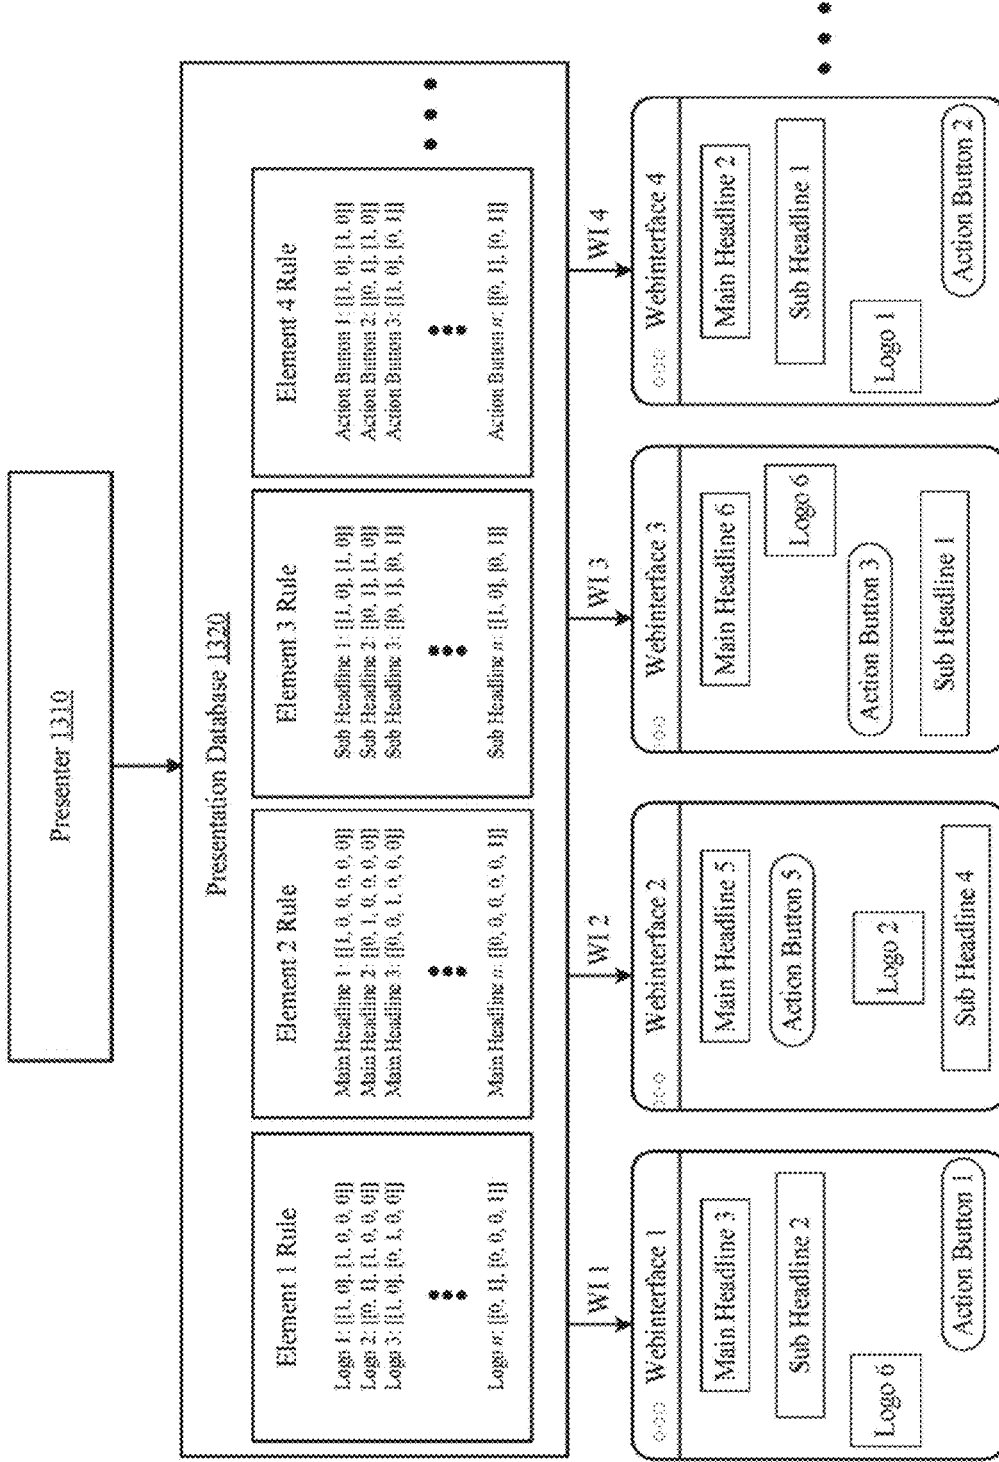 Presenter 1310
Presentation Database 1320
Element 1 Rule
Logo 1: [[1, 0], [1, 0, 0, 0]]
Logo 2: [[0, 1], [1, 0, 0, 0]]
Logo 3: [[1, 0], [0, 1, 0, 0]]
Logo n: [[0, 1], [0, 0, 0, 1]]
Element 2 Rule
Main Headline 1: [[1, 0, 0, 0, 0, 0]]
Main Headline 2: [[0, 1, 0, 0, 0, 0]]
Main Headline 3: [[0, 0, 1, 0, 0, 0]]
Main Headline n: [[0, 0, 0, 0, 0, 1]]
Element 3 Rule
Sub Headline 1: [[1, 0], [1, 0]]
Sub Headline 2: [[0, 1], [1, 0]]
Sub Headline 3: [[0, 1], [0, 1]]
Sub Headline n: [[1, 0], [0, 1]]
Element 4 Rule
Action Button 1: [[1, 0], [1, 0]]
Action Button 2: [[0, 1], [1, 0]]
Action Button 3: [[1, 0], [0, 1]]
Action Button n: [[0, 1], [0, 1]]
WI 1
WI 2
WI 3
WI 4
Webinterface 1
Main Headline 3
Sub Headline 2
Logo 6
Action Button 1
Webinterface 2
Main Headline 5
Action Button 5
Logo 2
Sub Headline 4
Webinterface 3
Main Headline 6
Logo 6
Action Button 3
Sub Headline 1
Webinterface 4
Main Headline 2
Sub Headline 1
Logo 1
Action Button 2